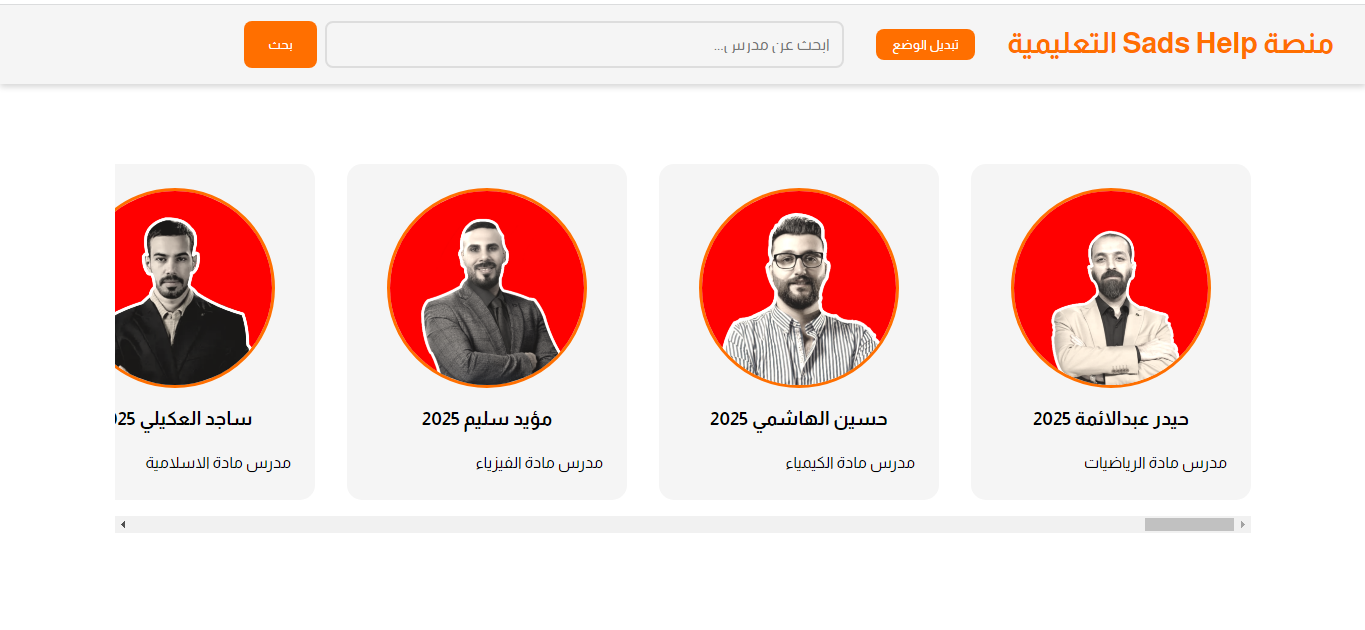 منصة Sads Help التعليمية
تبديل الوضع
ابحث عن مدرس...
بحث
حيدر عبدالائمة 2025
مدرس مادة الرياضيات
حسين الهاشمي 2025
مدرس مادة الكيمياء
مؤيد سليم 2025
مدرس مادة الفيزياء
ساجد العكيلي 025
مدرس مادة الاسلامية